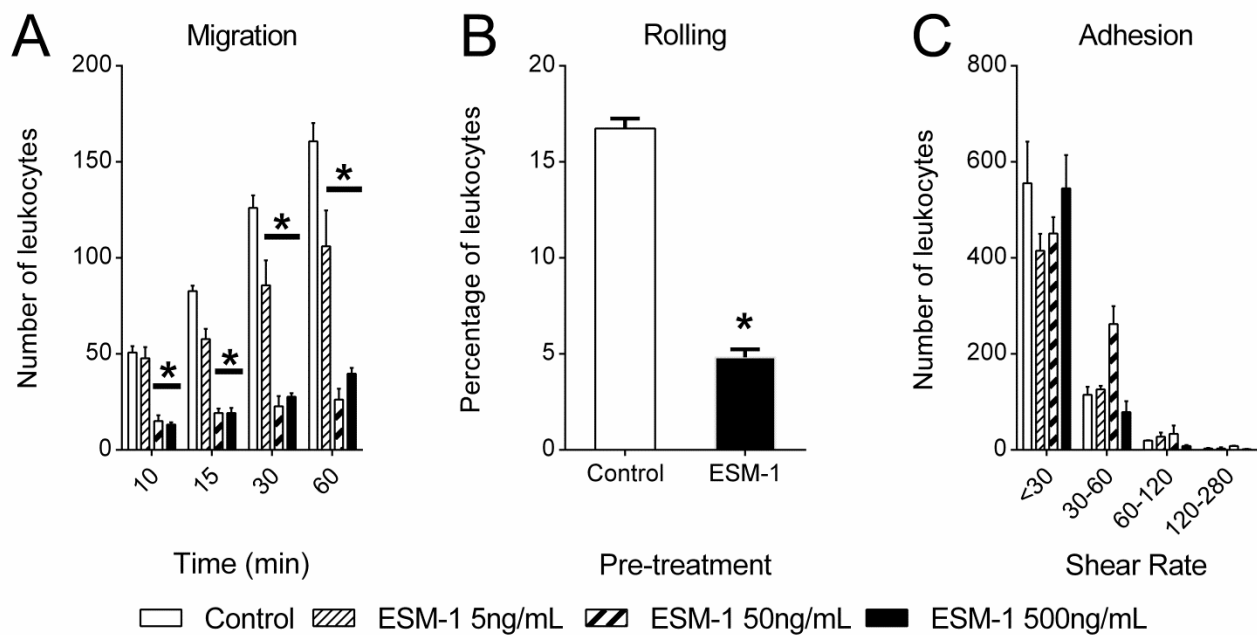 A
Migration
Number of leukocytes
200
150
100
50
0
*
*
*
*
10
15
30
60
Time (min)
B
Rolling
Percentage of leukocytes
20
15
10
5
0
*
Control
ESM-1
Pre-treatment
C
Adhesion
Number of leukocytes
800
600
400
200
0
<30
30-60
60-120
120-280
Shear Rate
Control
ESM-1 5ng/mL
ESM-1 50ng/mL
ESM-1 500ng/mL